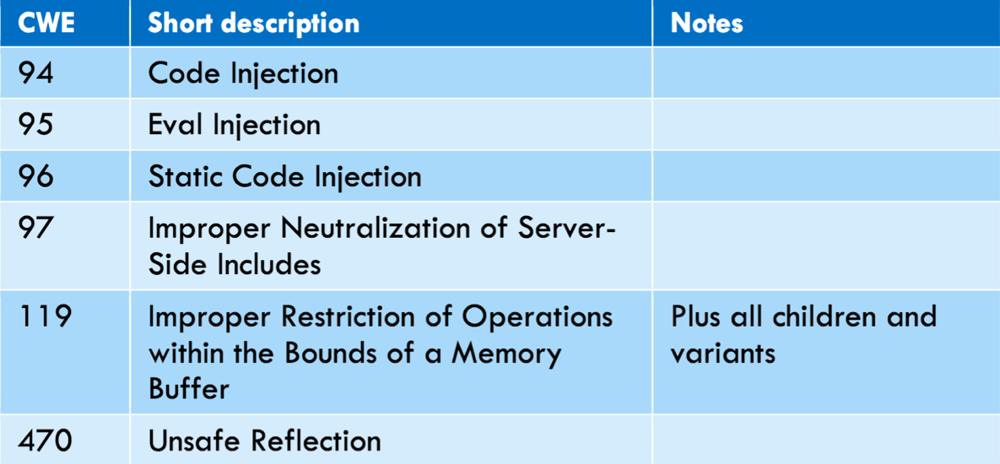 CWE Short description Notes
94 Code Injection
95 Eval Injection
96 Static Code Injection
97 Improper Neutralization of Server-
Side Includes
119 Improper Restriction of Operations Plus all children and
within the Bounds of a Memory variants
Buffer
470 Unsafe Reflection